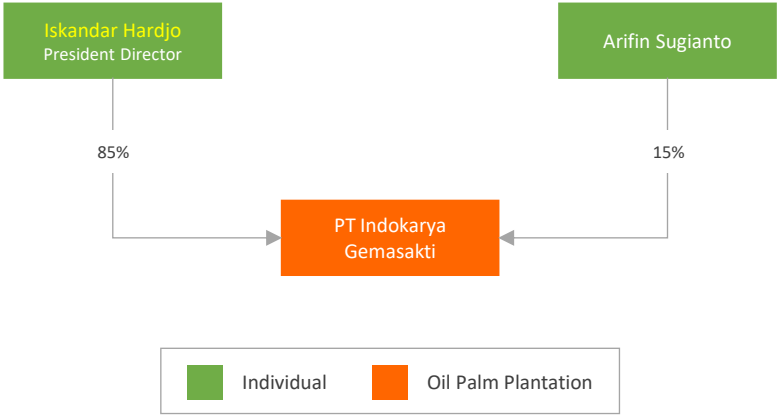 Iskandar Hardjo
President Director
Arifin Sugianto
85%
15%
PT Indokarya
Gemasakti
Individual
Oil Palm Plantation